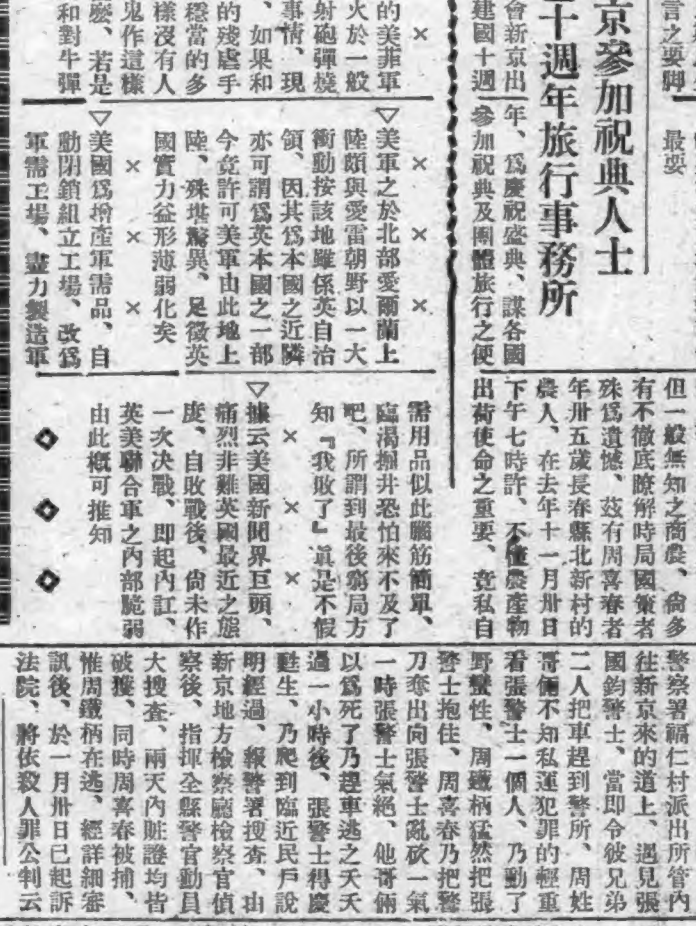 言之要脚
最要
京參加祝典人士
十週年旅行事務所
會新京出
建國十週
年、爲慶祝盛典、謀各國
參加祝典及團體旅行之便
×
的美菲軍
火於一般
射砲彈燒
事情、現
、如果和
的殘虐手
穩當的多
樣沒有人
鬼作這樣
麽、若是
和對牛彈
× × ×
▽美軍之於北部愛爾蘭上
陸頗與愛雷朝野以一大
衝動按該地雖係英自治
領、因其爲本國之近隣
亦可謂爲英本國之一部
今竟許可美軍由此地上
陸、殊堪驚異、足徵英
國實力益形薄弱化矣
× × ×
▽美國爲增產軍需品、自
動閉鎖組立工場、改爲
軍需工場、盡力製造軍
需用品似此腦筋簡單、
臨渴掘井恐怕來不及了
吧、所謂到最後窮局方
知『我敗了』眞是不假
× × ×
▽據云美國新聞界巨頭、
痛烈非難英國最近之態
度、自敗戰後、尙未作
一次決戰、即起內訌、
英美聯合軍之內部脆弱
由此槪可推知
◇ ◇ ◇
但一般無知之商農、倘多
有不徹底瞭解時局國策者
殊爲遺憾、茲有周喜春者
年卅五歲長春縣北新村的
農人、在去年十一月卅日
下午七時許、不懂農產物
出荷使命之重要、竟私自
警察署福仁村派出所管內
往新京來的道上、遇見張
國鈞警士、當即令彼兄弟
二人把車趕到警所、周姓
哥倆不知私運犯罪的輕重
看張警士一個人、乃動了
野蠻性、周鐵柄猛然把張
警士抱住、周喜春乃把警
刀奪出向張警士亂砍一氣
一時張警士氣絕、他哥倆
以爲死了乃趕車逃之夭夭
過一小時後、張警士得慶
甦生、乃爬到臨近民戶說
明經過、報警署搜查、由
新京地方檢察廳檢察官偵
察後、指揮全縣警官動員
大搜查、兩天內賍證均皆
破獲、同時周喜春被捕、
惟周鐵柄在逃、經詳細審
訊後、於一月卅日已起訴
法院、將依殺人罪公判云